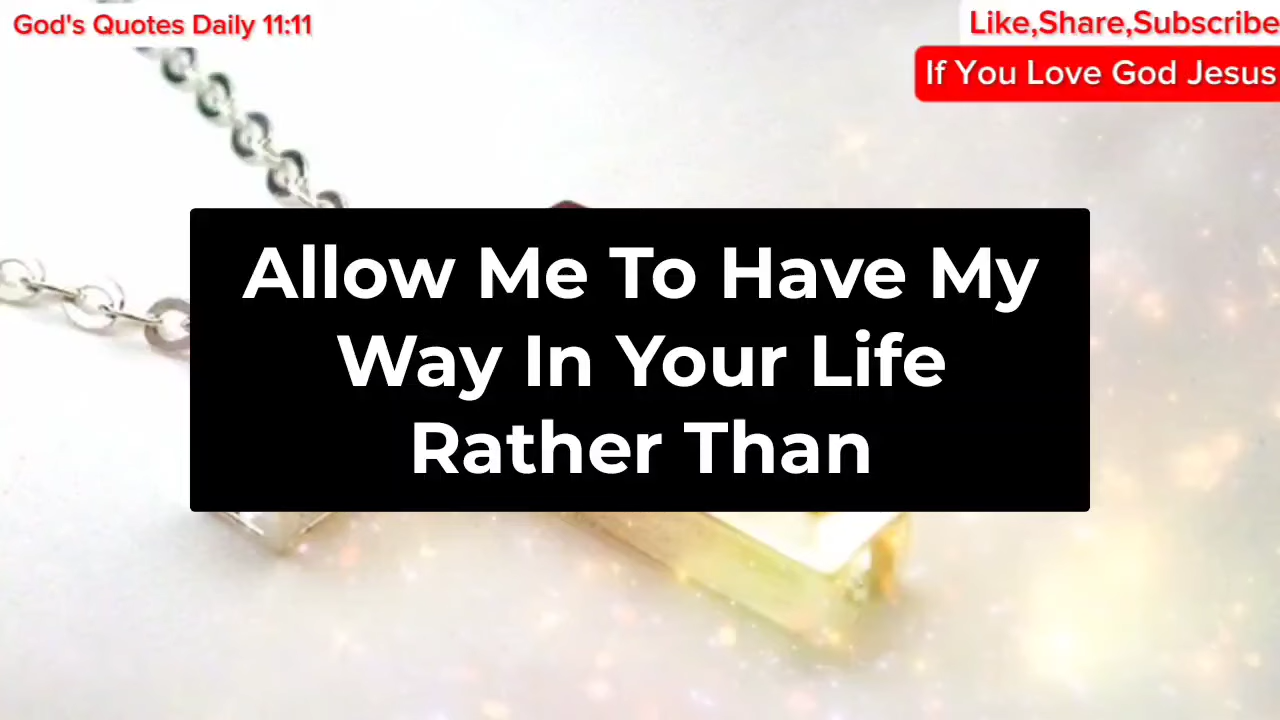 God's Quotes Daily 11:11
Like,Share,Subscribe
If You Love God Jesus
Allow Me To Have My
Way In Your Life
Rather Than